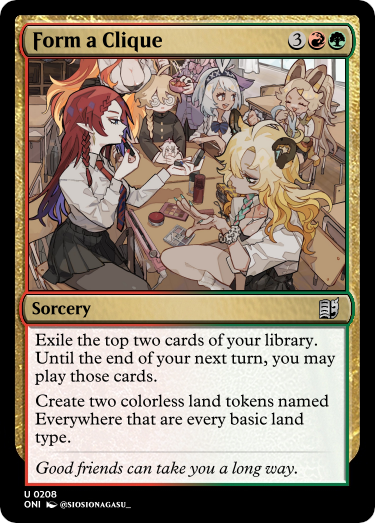 Form a Clique 3
Sorcery
Exile the top two cards of your library.
Until the end of your next turn, you may
play those cards.
Create two colorless land tokens named
Everywhere that are every basic land
type.
Good friends can take you a long way.
U 0208
ONI @SIOSIONAGASU_